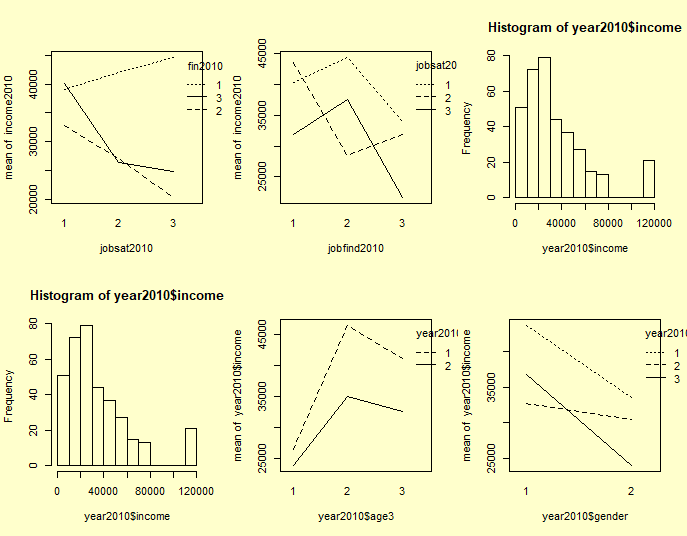 mean of income2010
20000
30000
40000
1
2
3
jobsat2010
fin2010
1
3
2
mean of income2010
25000
35000
45000
1
2
3
jobfind2010
jobsat20
1
2
3
Histogram of year2010$income
Frequency
0
20
40
60
80
0
40000
80000
120000
year2010$income
Histogram of year2010$income
Frequency
0
20
40
60
80
0
40000
80000
120000
year2010$income
mean of year2010$income
25000
35000
45000
1
2
3
year2010$age3
year2010
1
2
mean of year2010$income
25000
35000
1
2
year2010$gender
year2010
1
2
3